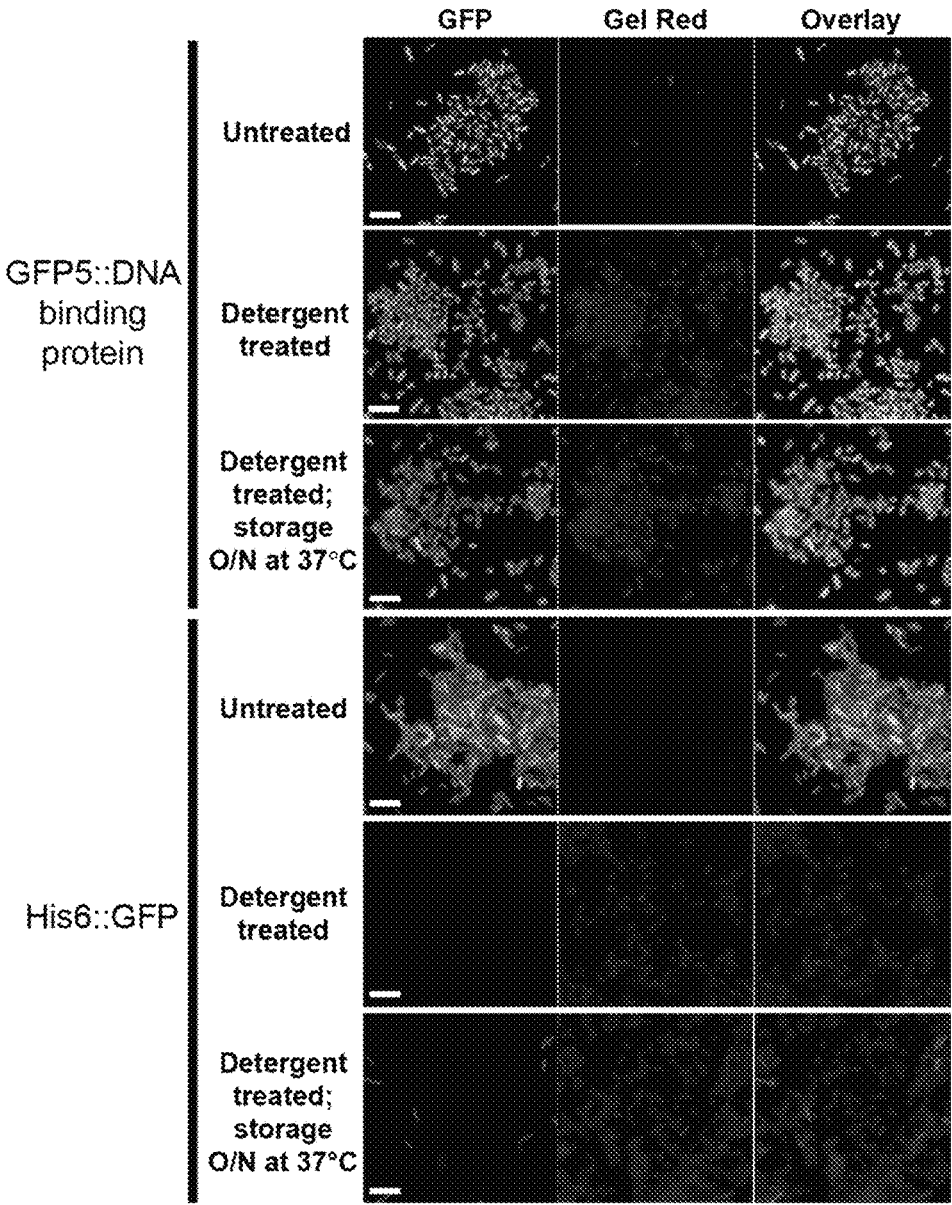 GFP Gel Red Overlay
Untreated
GFP5::DNA
binding
protein
Detergent
treated
Detergent
treated;
storage
O/N at 37°C
Untreated
His6::GFP
Detergent
treated
Detergent
treated;
storage
O/N at 37°C